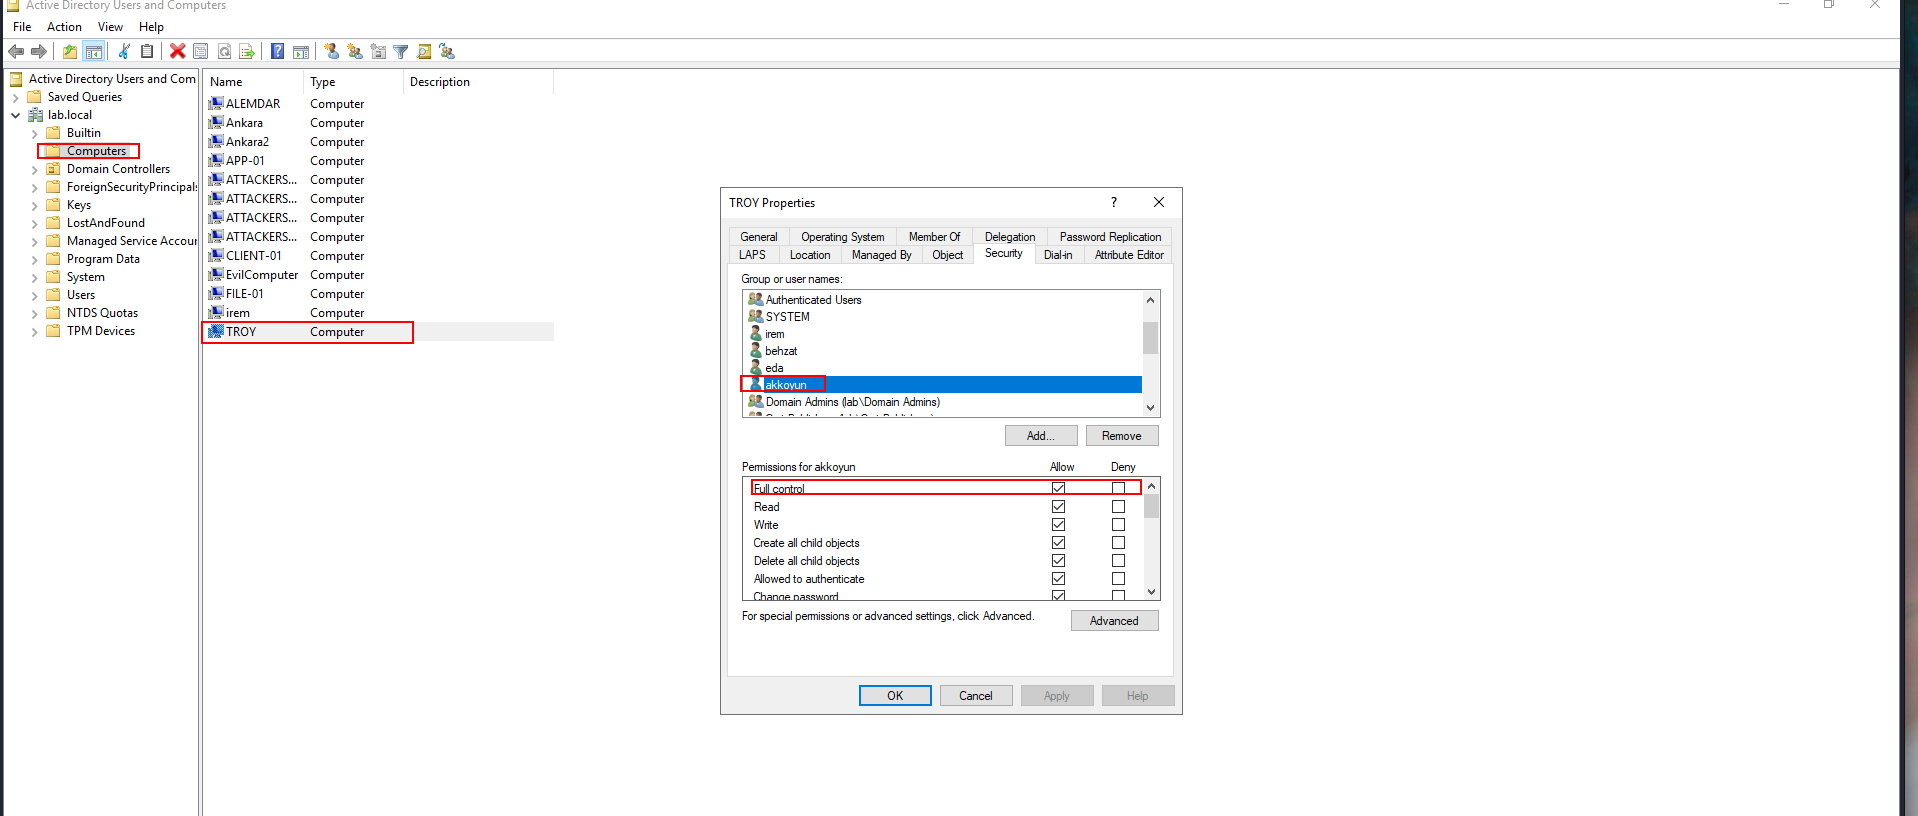 Active Directory Users and Computers
File Action View Help
Active Directory Users and Com
Saved Queries
lab.local
Builtin
Computers
Domain Controllers
ForeignSecurityPrincipals
Keys
LostAndFound
Managed Service Accour
Program Data
System
Users
NTDS Quotas
TPM Devices
Name Type Description
ALEMDAR Computer
Ankara Computer
Ankara2 Computer
APP-01 Computer
ATTACKERS... Computer
ATTACKERS... Computer
ATTACKERS... Computer
ATTACKERS... Computer
CLIENT-01 Computer
EvilComputer Computer
FILE-01 Computer
irem Computer
TROY Computer
TROY Properties ?
General Operating System Member Of Delegation Password Replication
LAPS Location Managed By Object Security Dial-in Attribute Editor
Group or user names:
Authenticated Users
SYSTEM
irem
behzat
eda
akkoyun
Domain Admins (lab\Domain Admins)
Add... Remove
Permissions for akkoyun Allow Deny
Full control
Read
Write
Create all child objects
Delete all child objects
Allowed to authenticate
Change password
For special permissions or advanced settings, click Advanced.
Advanced
OK Cancel Apply Help